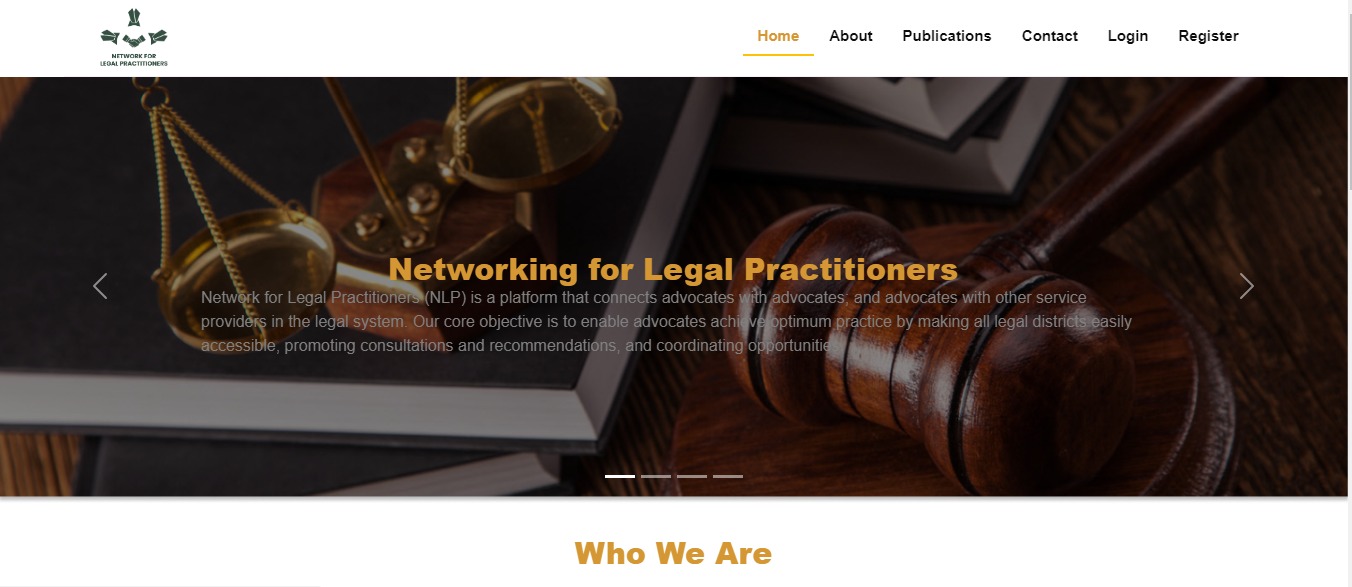 NETWORK FOR
LEGAL PRACTITIONERS
Home About Publications Contact Login Register
Networking for Legal Practitioners
Network for Legal Practitioners (NLP) is a platform that connects advocates with advocates; and advocates with other service
providers in the legal system. Our core objective is to enable advocates achieve optimum practice by making all legal districts easily
accessible, promoting consultations and recommendations, and coordinating opportunities.
Who We Are